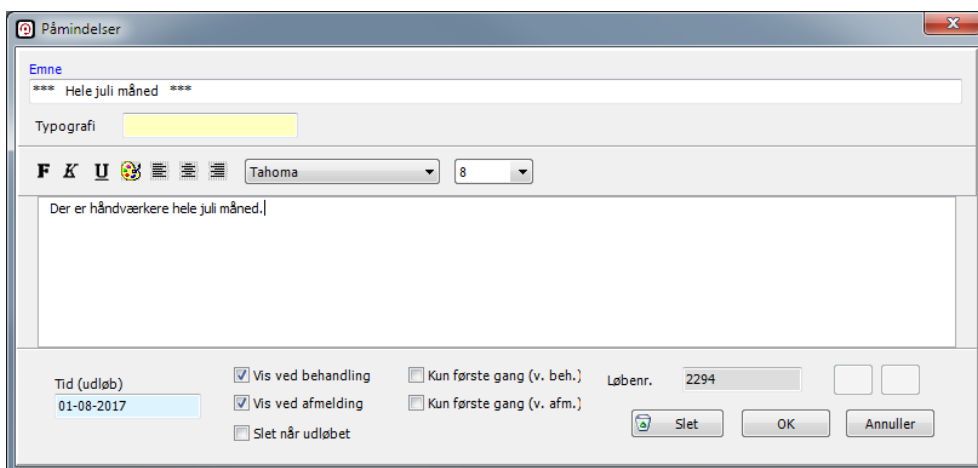 Påmindelser
x
Emne
*** Hele juli måned ***
Typografi
F K U Tahoma 8
Der er håndværkere hele juli måned.
Tid (udløb)
01-08-2017
Vis ved behandling
Vis ved afmelding
Slet når udløbet
Kun første gang (v. beh.)
Kun første gang (v. afm.)
Løbenr. 2294
Slet OK Annuller